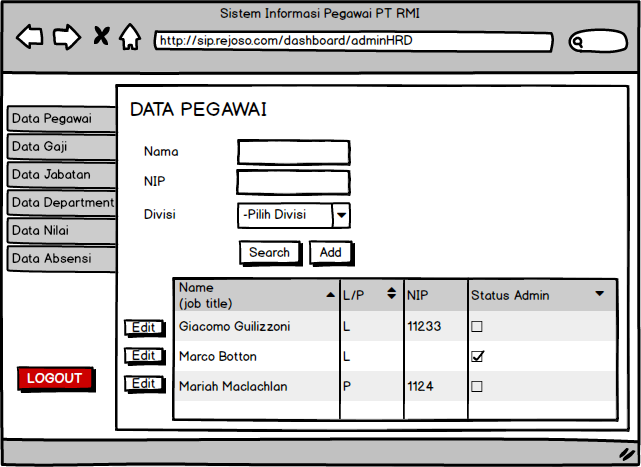 Sistem Informasi Pegawai PT RMI
http://sip.rejoso.com/dashboard/adminHRD
Data Pegawai
Data Gaji
Data Jabatan
Data Department
Data Nilai
Data Absensi
LOGOUT
DATA PEGAWAI
Nama
NIP
Divisi -Pilih Divisi
Search Add
Name
(job title) L/P NIP Status Admin
Edit Giacomo Guilizzoni L 11233
Edit Marco Botton L
Edit Mariah Maclachlan P 1124